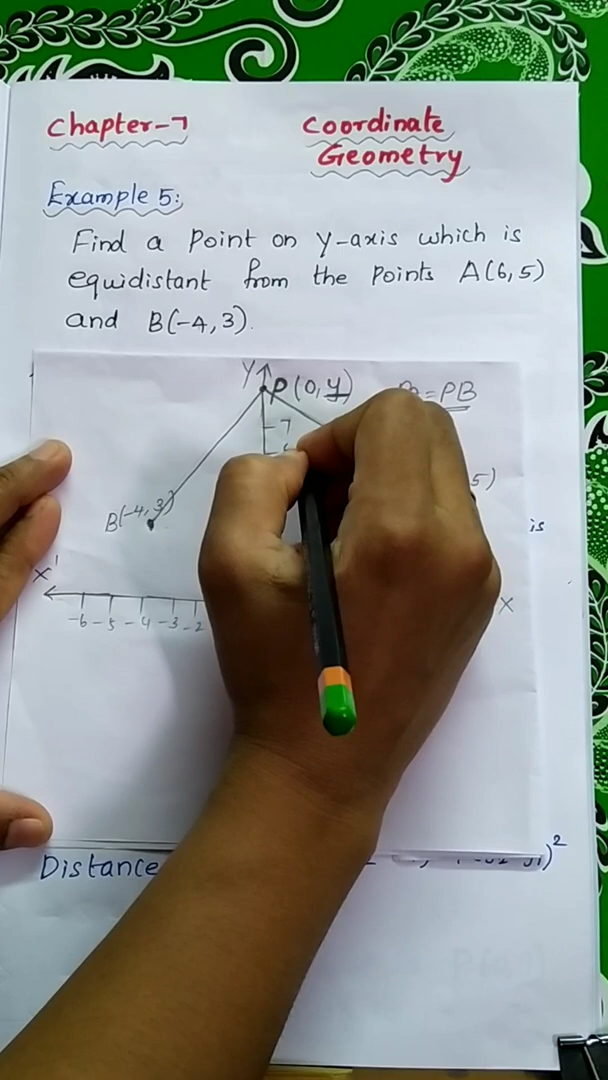 Chapter-7 Coordinate
Geometry
Example 5:
Find a Point on y-axis which is
equidistant from the Points A(6,5)
and B(-4,3).
Y
P(0,y) =PB
7
5)
B(-4,3)
is
X'
X
-6 -5 -4 -3 -2
Distance